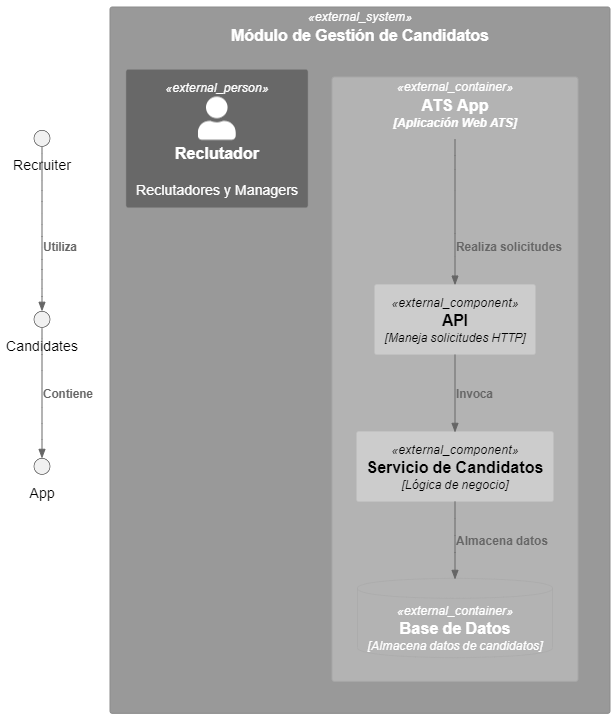 «external_system»
Módulo de Gestión de Candidatos
«external_person»
Reclutador
Reclutadores y Managers
«external_container»
ATS App
[Aplicación Web ATS]
Recruiter
Utiliza
Candidates
Contiene
App
Realiza solicitudes
«external_component»
API
[Maneja solicitudes HTTP]
Invoca
«external_component»
Servicio de Candidatos
[Lógica de negocio]
Almacena datos
«external_container»
Base de Datos
[Almacena datos de candidatos]